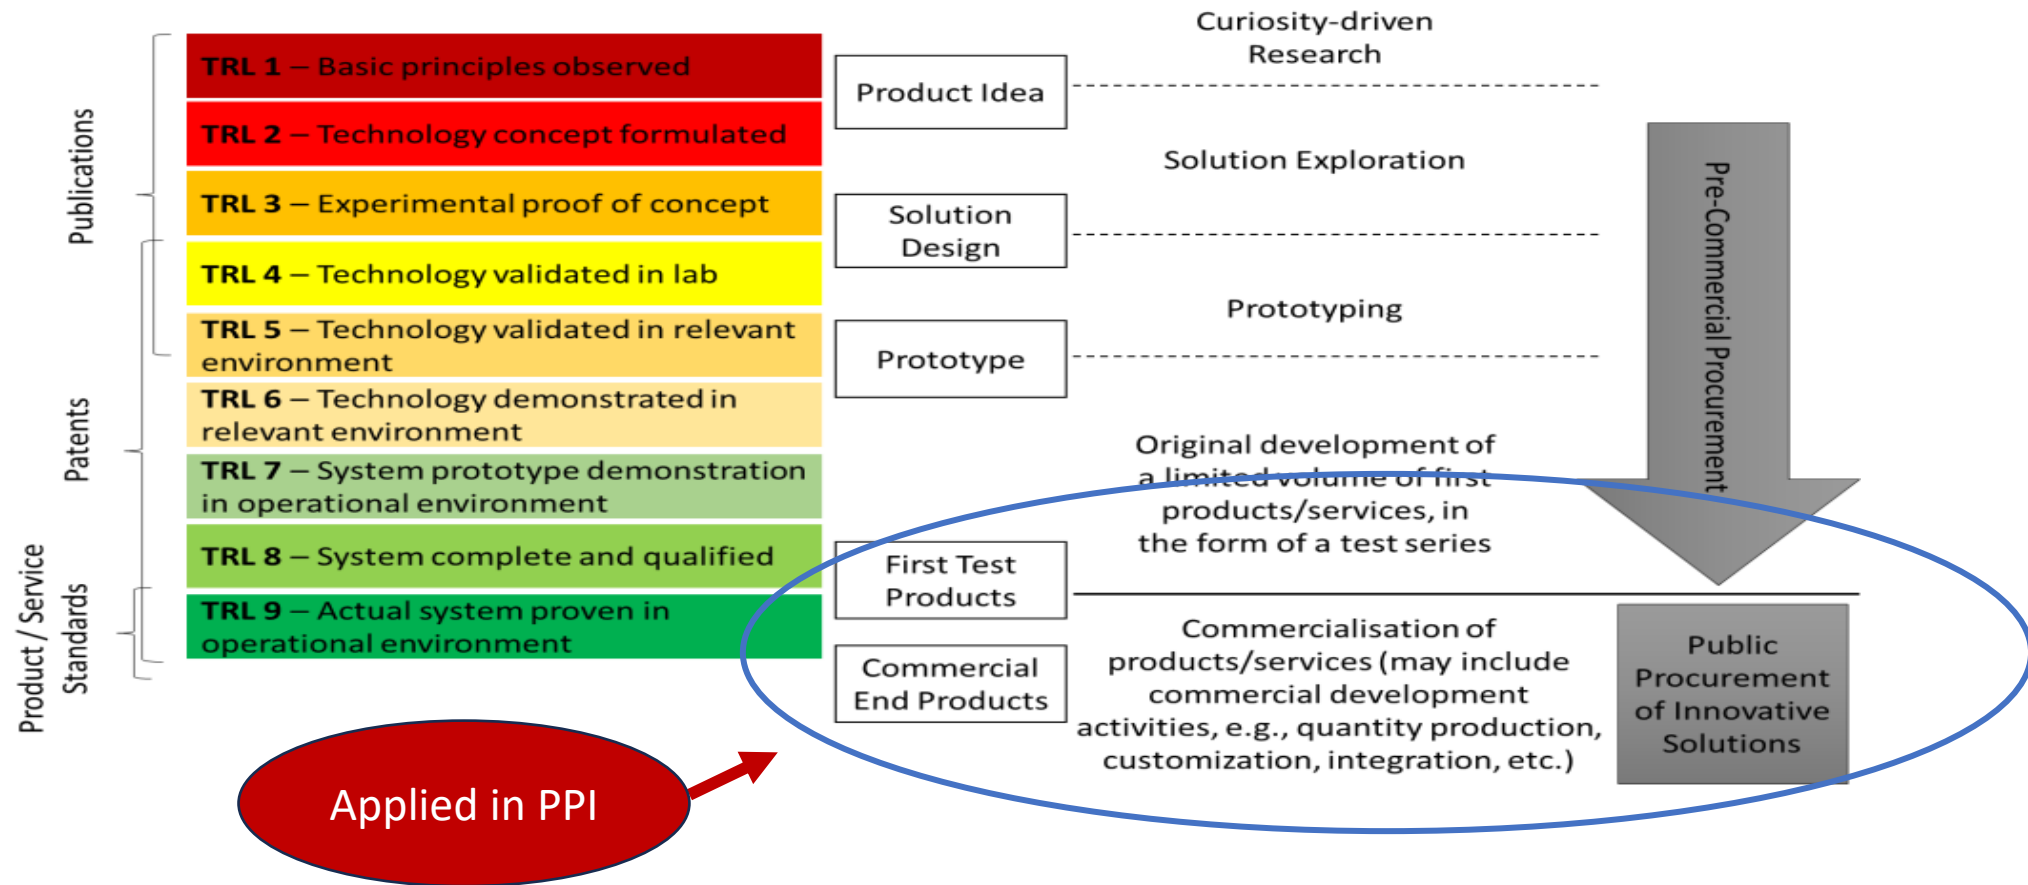 Publications
Patents
Product / Service
Standards
TRL 1 – Basic principles observed
TRL 2 – Technology concept formulated
TRL 3 – Experimental proof of concept
TRL 4 – Technology validated in lab
TRL 5 – Technology validated in relevant
environment
TRL 6 – Technology demonstrated in
relevant environment
TRL 7 – System prototype demonstration
in operational environment
TRL 8 – System complete and qualified
TRL 9 – Actual system proven in
operational environment
Product Idea
Solution
Design
Prototype
First Test
Products
Commercial
End Products
Curiosity-driven
Research
Solution Exploration
Prototyping
Original development of
a limited volume of first
products/services, in
the form of a test series
Commercialisation of
products/services (may include
commercial development
activities, e.g., quantity production,
customization, integration, etc.)
Pre-Commercial Procurement
Public
Procurement
of Innovative
Solutions
Applied in PPI